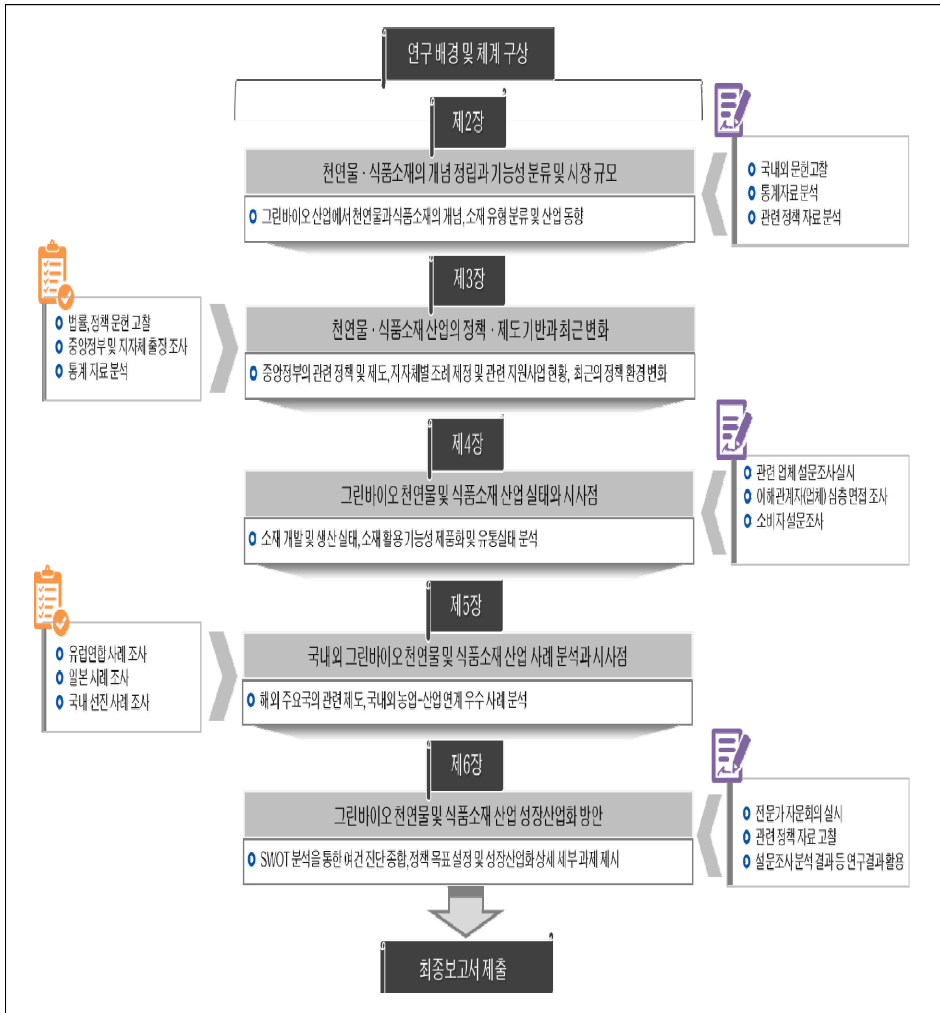 연구 배경 및 체계 구상
제2장
천연물·식품소재의 개념 정립과 기능성 분류 및 시장 규모
그린바이오 산업에서 천연물과 식품소재의 개념, 소재 유형 분류 및 산업 동향
국내외 문헌고찰
통계자료 분석
관련 정책 자료 분석
제3장
천연물·식품소재 산업의 정책·제도 기반과 최근 변화
중앙정부의 관련 정책 및 제도, 지자체별 조례 제정 및 관련 지원사업 현황, 최근의 정책 환경 변화
법률, 정책 문헌 고찰
중앙정부 및 지자체 출장 조사
통계 자료 분석
제4장
그린바이오 천연물 및 식품소재 산업 실태와 시사점
소재 개발 및 생산 실태, 소재 활용 기능성 제품화 및 유통실태 분석
관련 업체 설문조사실시
이해관계자(업체) 심층 면접 조사
소비자 설문조사
제5장
국내외 그린바이오 천연물 및 식품소재 산업 사례 분석과 시사점
해외 주요국의 관련 제도, 국내외 농업-산업 연계 우수 사례 분석
유럽연합 사례 조사
일본 사례 조사
국내 선진 사례 조사
제6장
그린바이오 천연물 및 식품소재 산업 성장산업화 방안
SWOT 분석을 통한 여건 진단 종합, 정책 목표 설정 및 성장산업화 상세 세부 과제 제시
전문가 자문회의 실시
관련 정책 자료 고찰
설문조사 분석 결과 등 연구결과 활용
최종보고서 제출